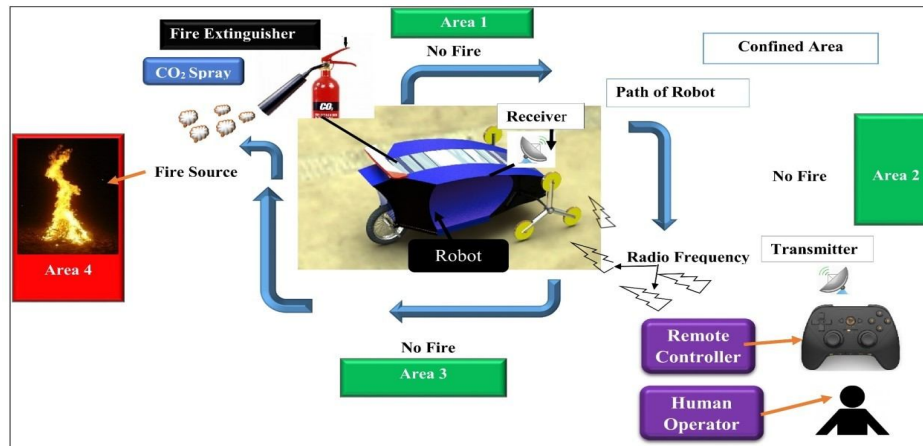 Area 1
Fire Extinguisher
No Fire
Confined Area
CO₂ Spray
CO₂
Path of Robot
Receiver
Fire Source
No Fire
Area 2
Area 4
Robot
Radio Frequency
Transmitter
No Fire
Area 3
Remote
Controller
Human
Operator